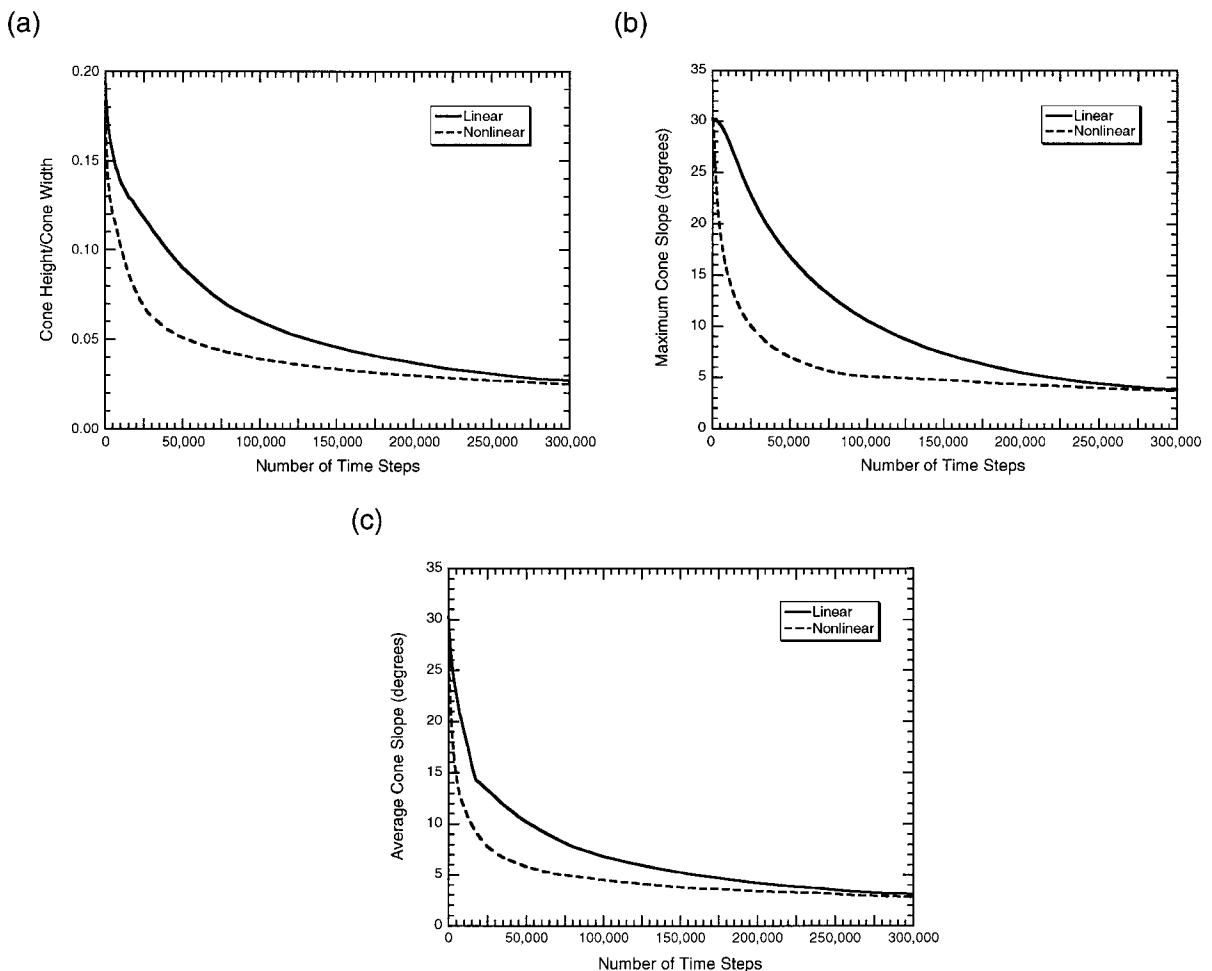 (a)
0.20
0.15
0.10
0.05
0.00
Cone Height/Cone Width
Linear
Nonlinear
0 50,000 100,000 150,000 200,000 250,000 300,000
Number of Time Steps
(b)
35
30
25
20
15
10
5
0
Maximum Cone Slope (degrees)
Linear
Nonlinear
0 50,000 100,000 150,000 200,000 250,000 300,000
Number of Time Steps
(c)
35
30
25
20
15
10
5
0
Average Cone Slope (degrees)
Linear
Nonlinear
0 50,000 100,000 150,000 200,000 250,000 300,000
Number of Time Steps